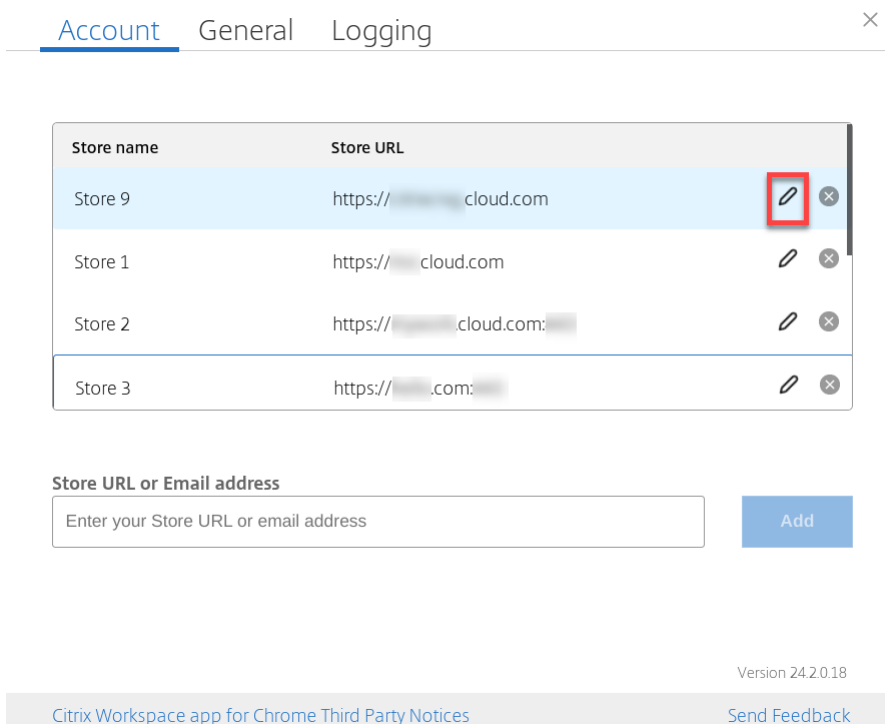 Account General Logging
Store name Store URL
Store 9 https:// cloud.com
Store 1 https:// cloud.com
Store 2 https:// .cloud.com:
Store 3 https:// .com:
Store URL or Email address
Enter your Store URL or email address Add
Version 24.2.0.18
Citrix Workspace app for Chrome Third Party Notices Send Feedback